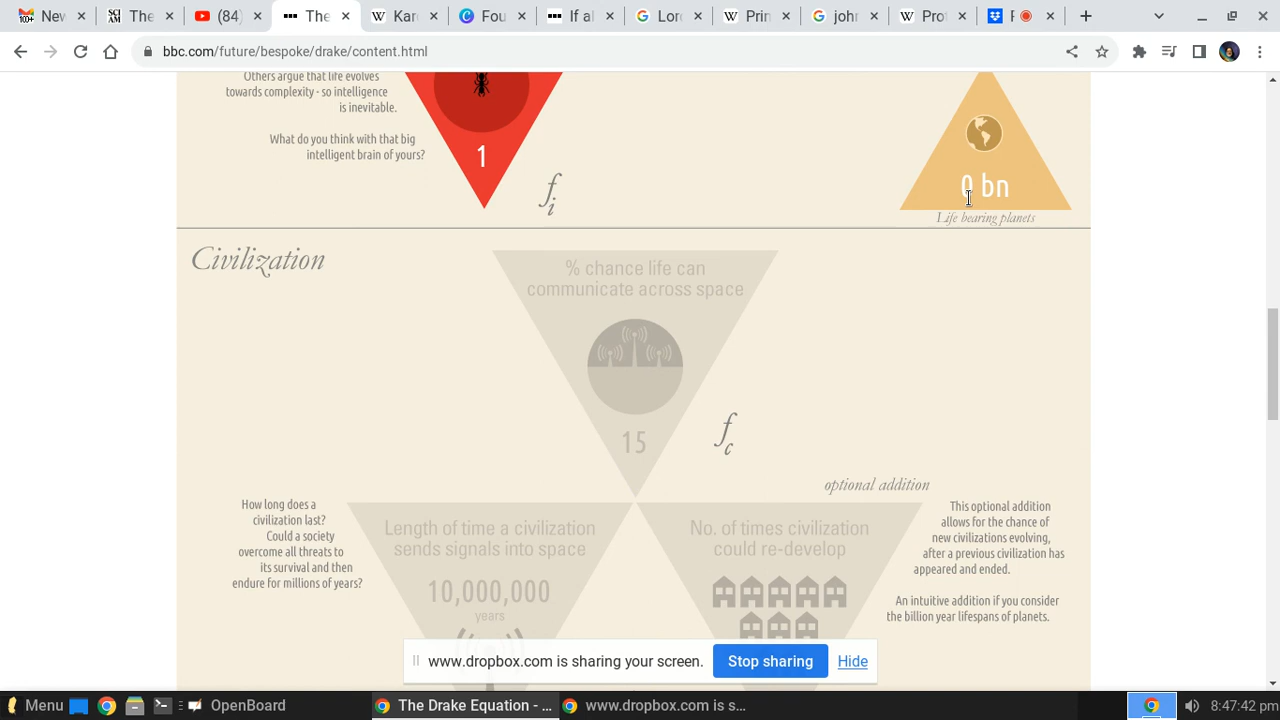 New
The
(84)
The
Kar
Fou
If al
Lor
Prin
john
Prot
bbc.com/future/bespoke/drake/content.html
Others argue that life evolves
towards complexity - so intelligence
is inevitable.
What do you think with that big
intelligent brain of yours?
1
f
i
0 bn
Life bearing planets
Civilization
% chance life can
communicate across space
15
f
c
optional addition
How long does a
civilization last?
Could a society
overcome all threats to
its survival and then
endure for millions of years?
Length of time a civilization
sends signals into space
10,000,000
years
No. of times civilization
could re-develop
This optional addition
allows for the chance of
new civilizations evolving,
after a previous civilization has
appeared and ended.
An intuitive addition if you consider
the billion year lifespans of planets.
www.dropbox.com is sharing your screen.
Stop sharing
Hide
Menu
OpenBoard
The Drake Equation - ...
www.dropbox.com is s...
8:47:42 pm